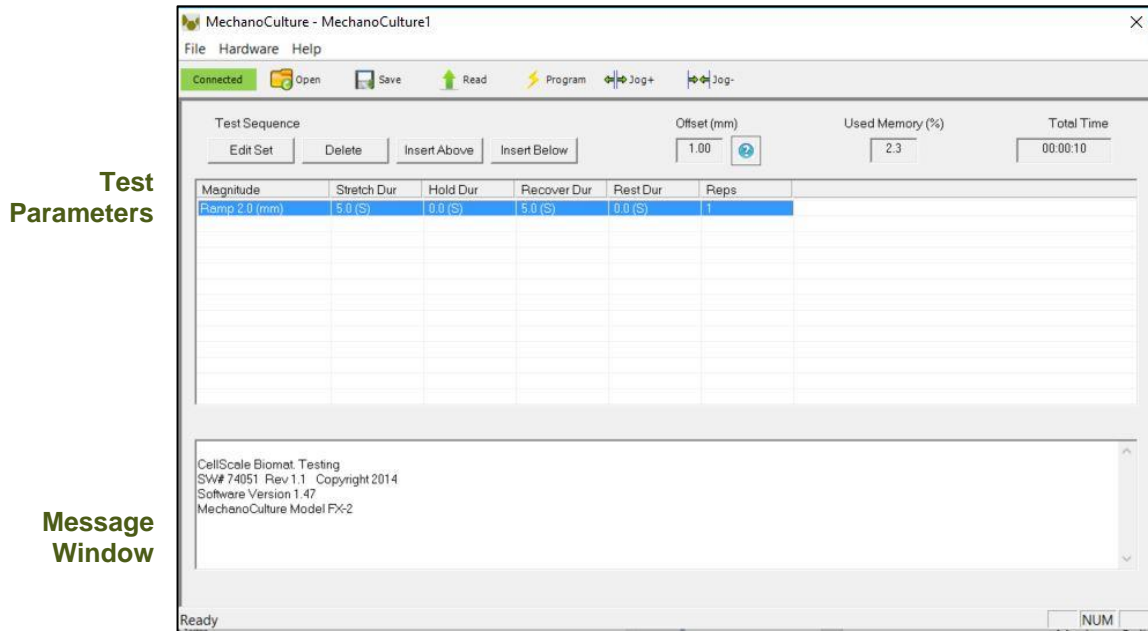 MechanoCulture - MechanoCulture1
File Hardware Help
Connected Open Save Read Program Jog+ Jog-
Test Sequence Offset (mm) Used Memory (%) Total Time
Edit Set Delete Insert Above Insert Below 1.00 2.3 00:00:10
Test
Parameters
Magnitude Stretch Dur Hold Dur Recover Dur Rest Dur Reps
Ramp 2.0 (mm) 5.0 (S) 0.0 (S) 5.0 (S) 0.0 (S) 1
CellScale Biomat. Testing
SW# 74051 Rev 1.1 Copyright 2014
Software Version 1.47
MechanoCulture Model FX-2
Message
Window
Ready NUM